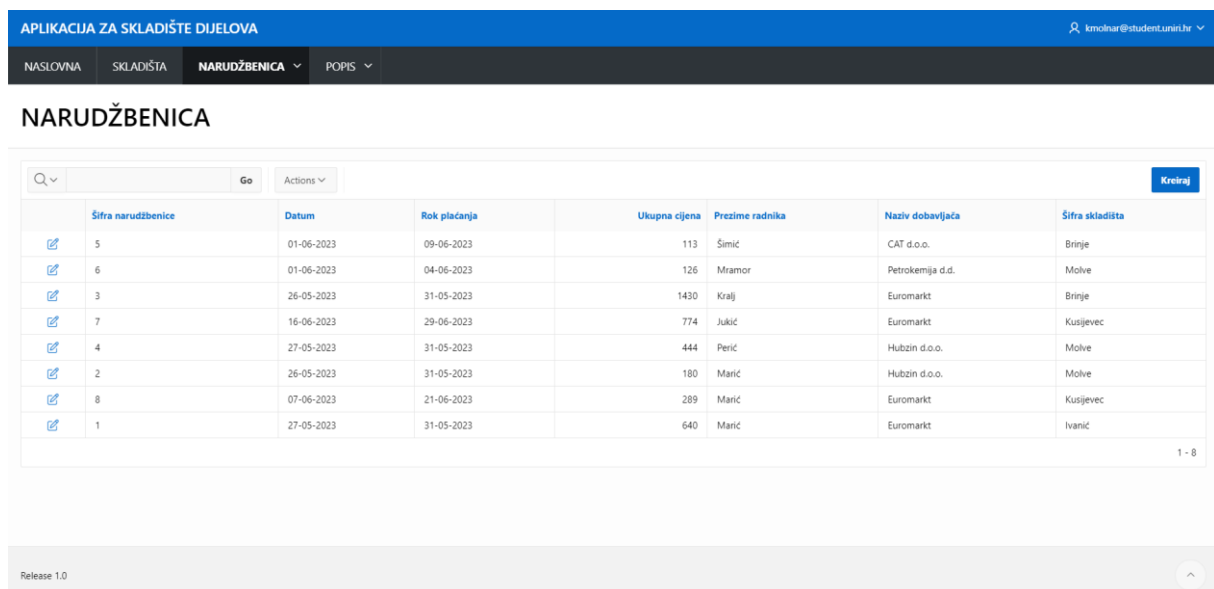 APLIKACIJA ZA SKLADIŠTE DIJELOVA kmolnar@student.uniri.hr
NASLOVNA SKLADIŠTA NARUDŽBENICA POPIS
NARUDŽBENICA
Go Actions Kreiraj
Šifra narudžbenice Datum Rok plaćanja Ukupna cijena Prezime radnika Naziv dobavljača Šifra skladišta
5 01-06-2023 09-06-2023 113 Šimić CAT d.o.o. Brinje
6 01-06-2023 04-06-2023 126 Mramor Petrokemija d.d. Molve
3 26-05-2023 31-05-2023 1430 Kralj Euromarkt Brinje
7 16-06-2023 29-06-2023 774 Jukić Euromarkt Kusijevec
4 27-05-2023 31-05-2023 444 Perić Hubzin d.o.o. Molve
2 26-05-2023 31-05-2023 180 Marić Hubzin d.o.o. Molve
8 07-06-2023 21-06-2023 289 Marić Euromarkt Kusijevec
1 27-05-2023 31-05-2023 640 Marić Euromarkt Ivanić
1 - 8
Release 1.0